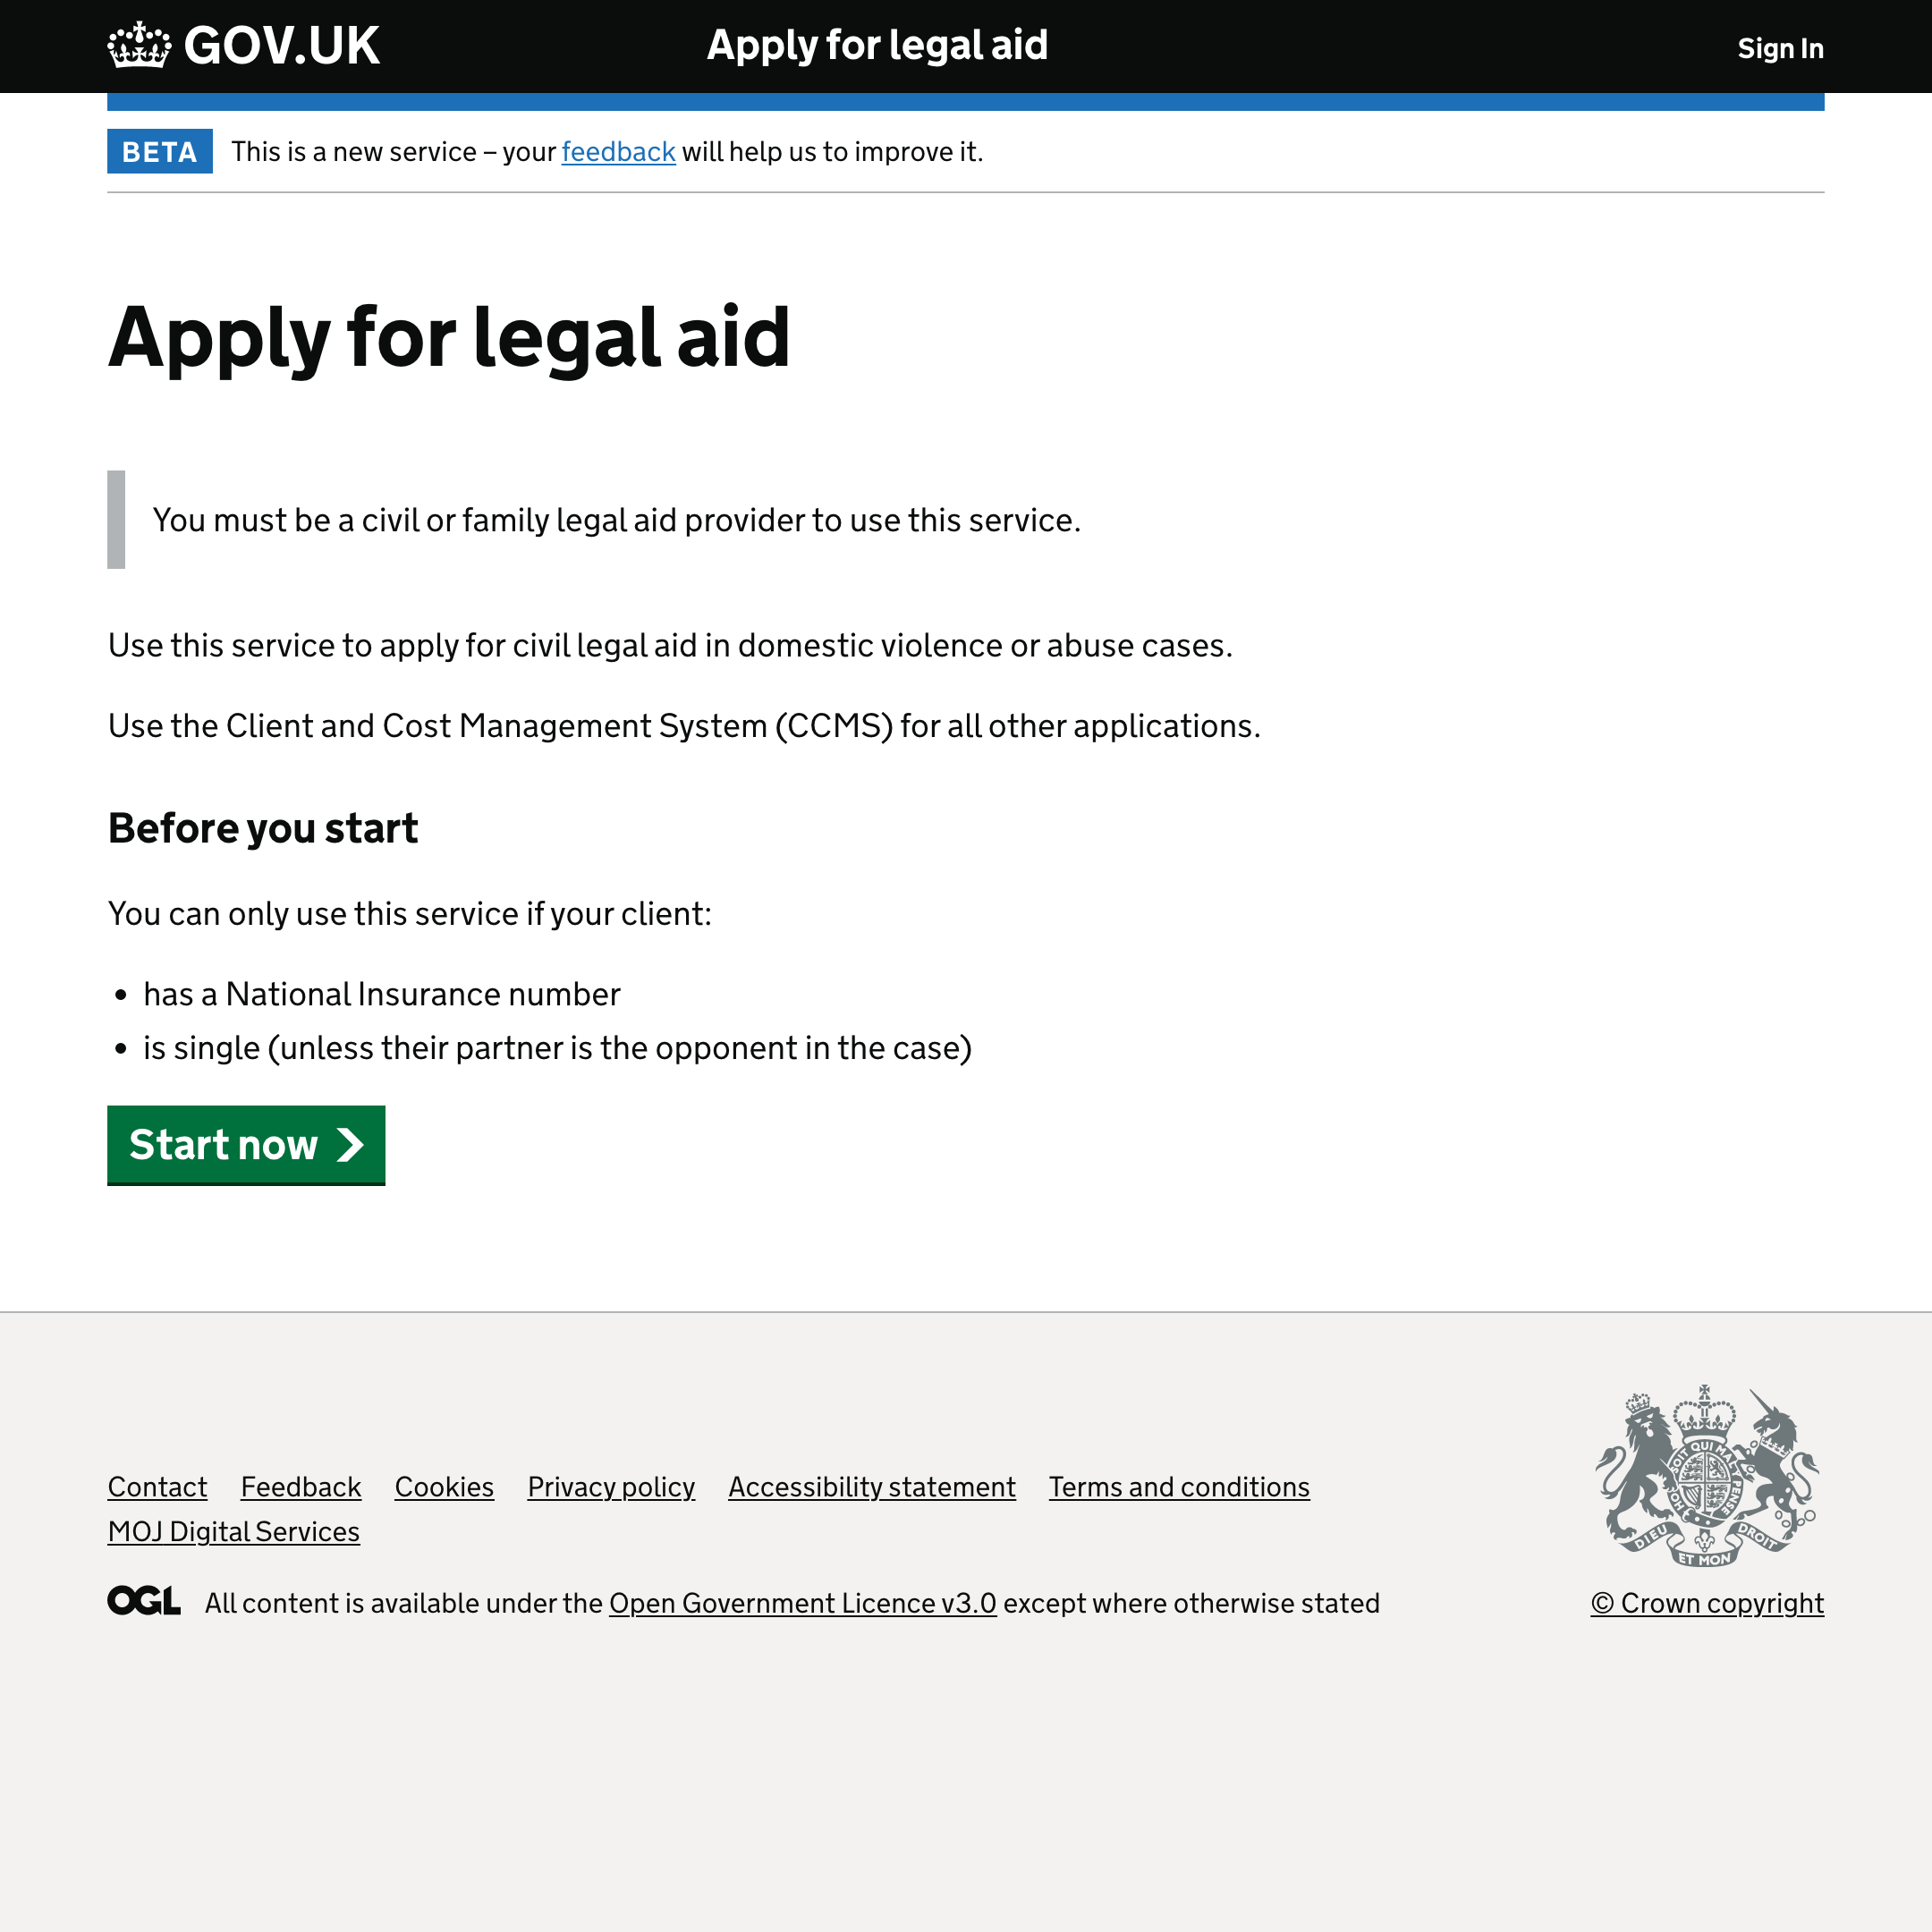 GOV.UK Apply for legal aid Sign In
BETA This is a new service – your feedback will help us to improve it.
Apply for legal aid
You must be a civil or family legal aid provider to use this service.
Use this service to apply for civil legal aid in domestic violence or abuse cases.
Use the Client and Cost Management System (CCMS) for all other applications.
Before you start
You can only use this service if your client:
• has a National Insurance number
• is single (unless their partner is the opponent in the case)
Start now
Contact Feedback Cookies Privacy policy Accessibility statement Terms and conditions
MOJ Digital Services
SOIT QUI MAL Y PENSE
DIEU ET MON DROIT
OGL All content is available under the Open Government Licence v3.0 except where otherwise stated
© Crown copyright